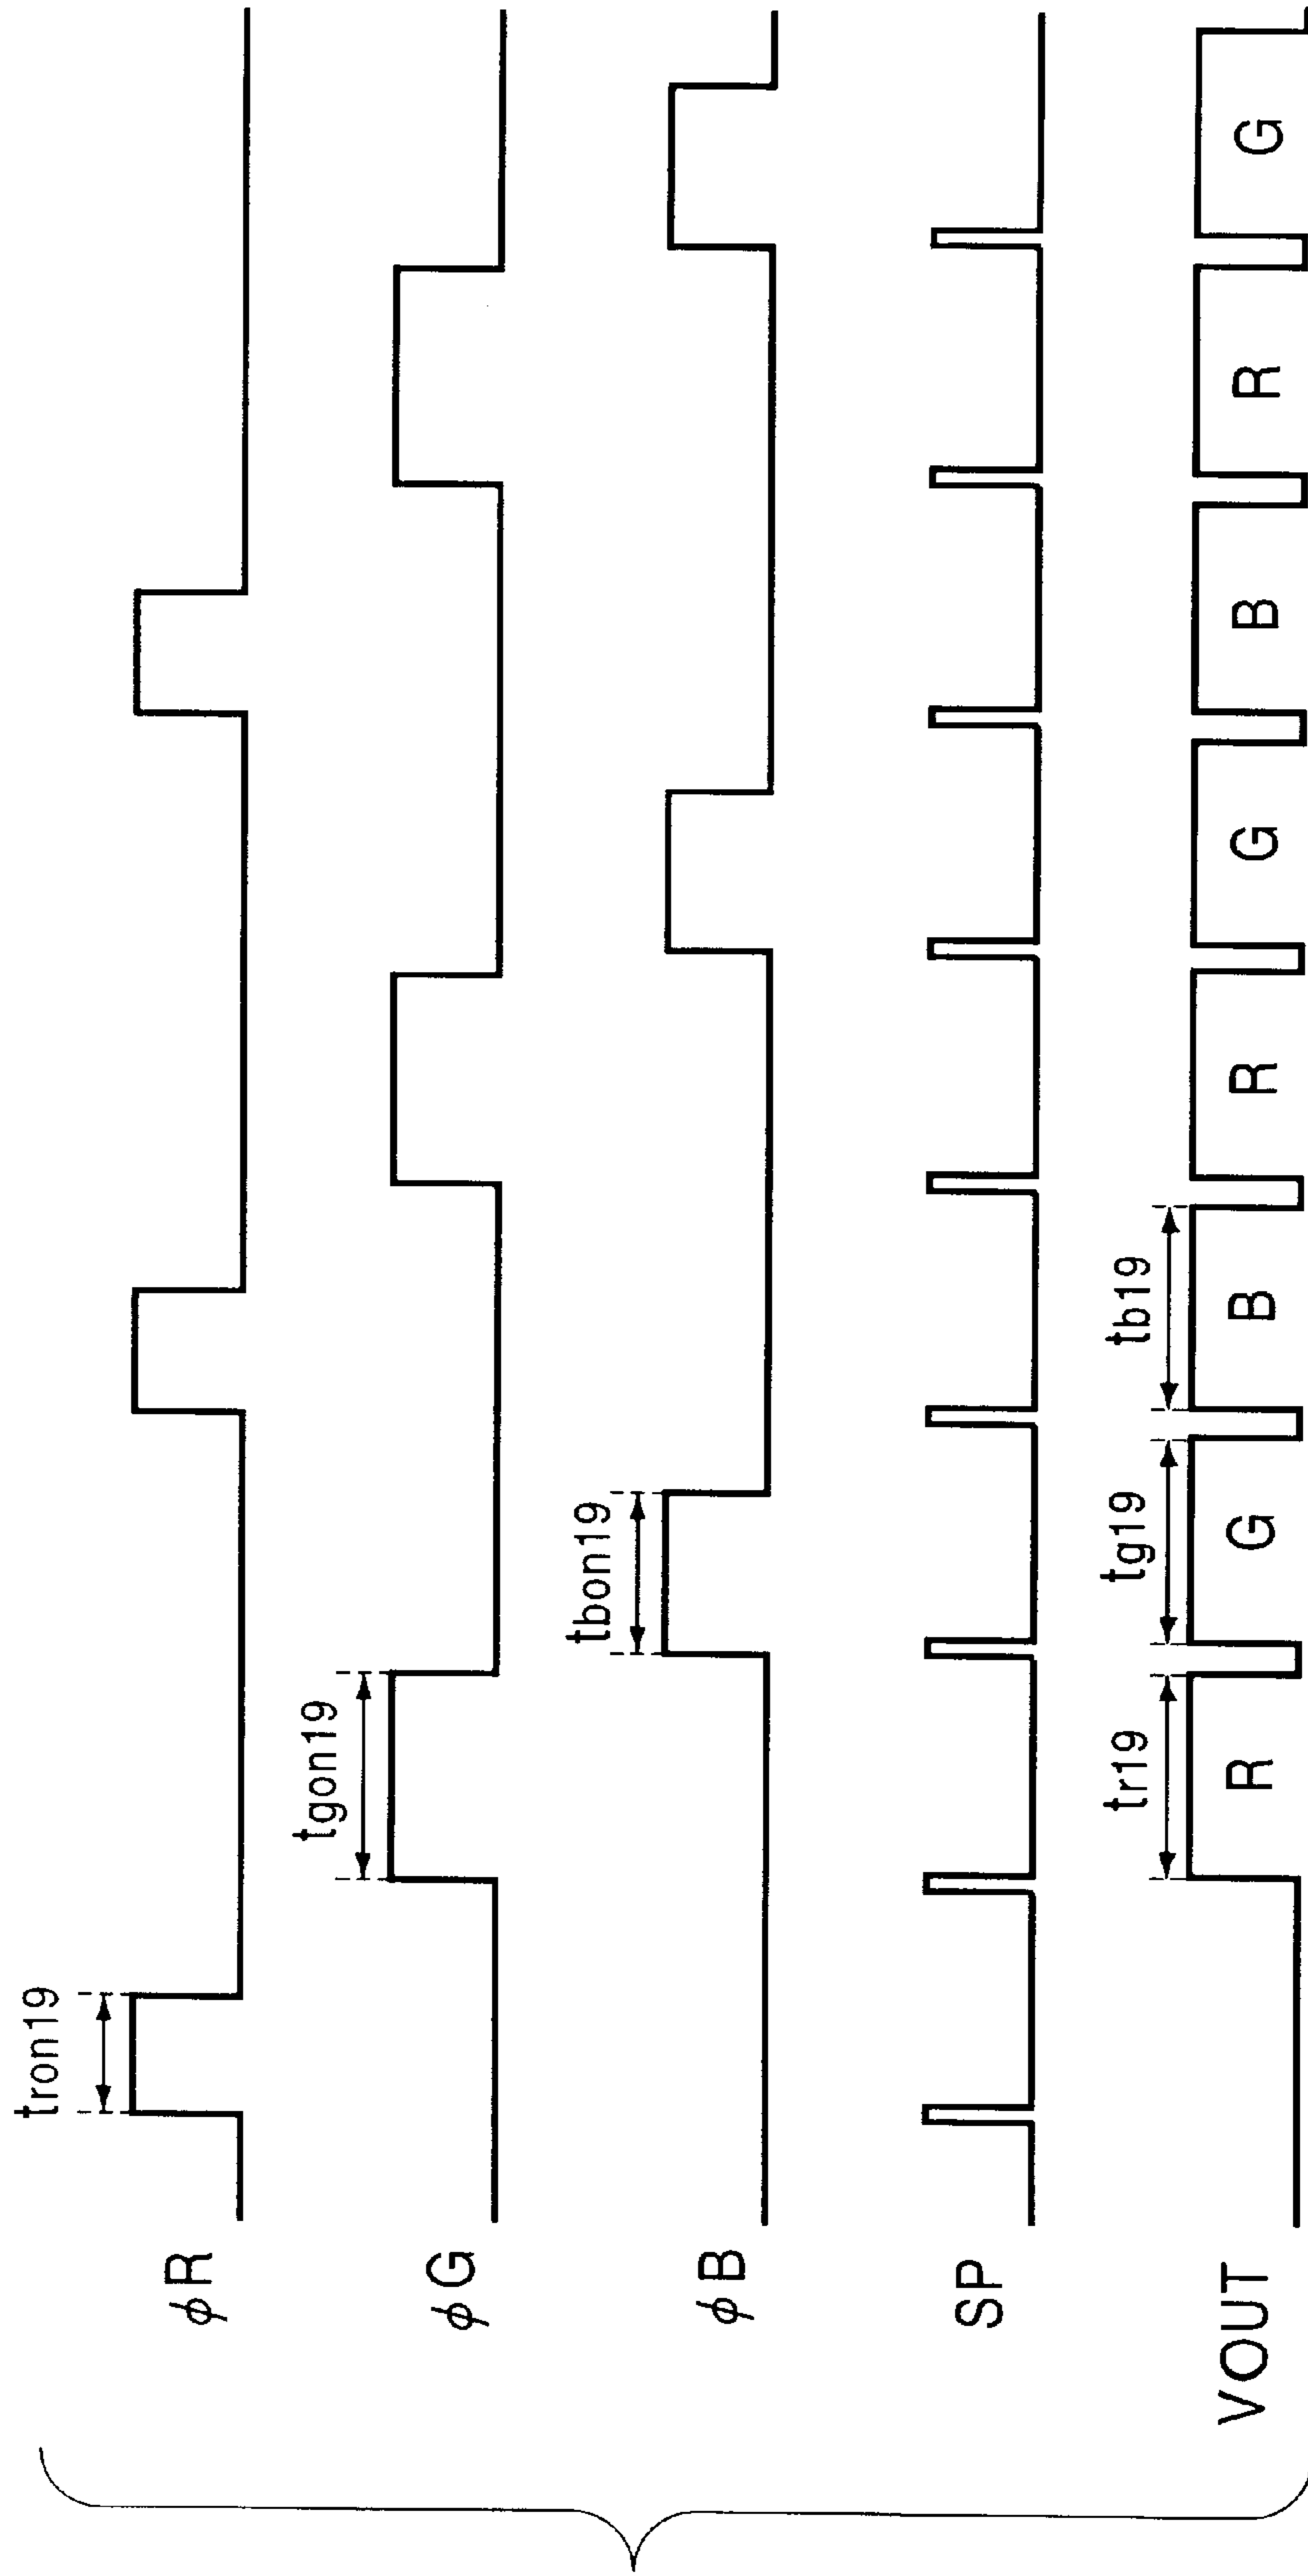 tron19
φR
tgon19
φG
tbon19
φB
SP
tr19 tg19 tb19
VOUT R G B R G B R G